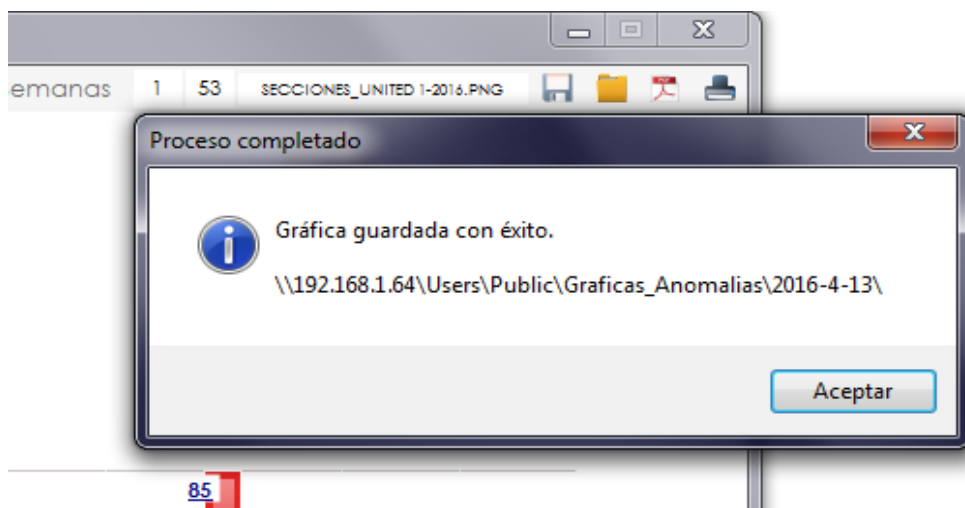 emanas 1 53 SECCIONES_UNITED 1-2016.PNG
Proceso completado
Gráfica guardada con éxito.
\\192.168.1.64\Users\Public\Graficas_Anomalias\2016-4-13\
Aceptar
85